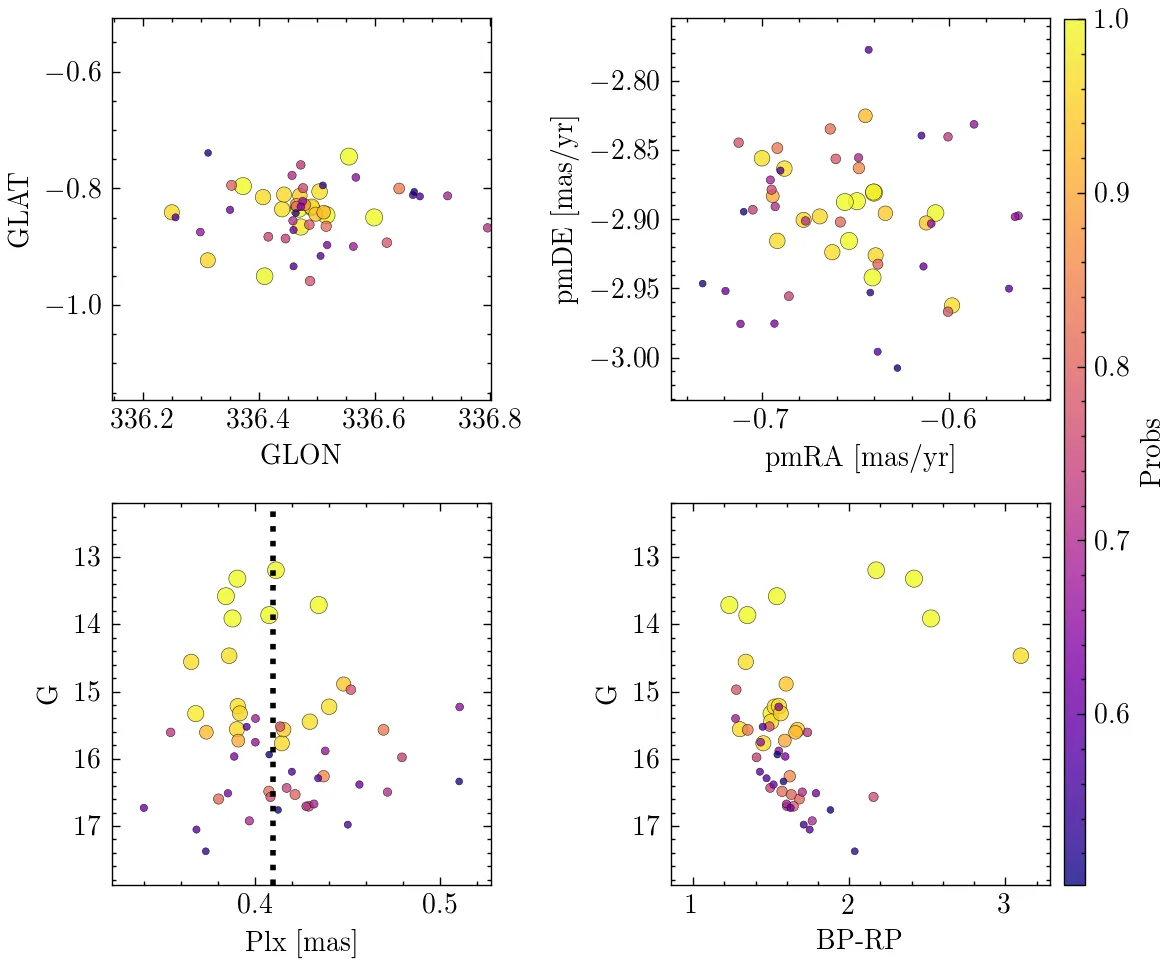 −0.6
−0.8
−1.0
GLAT
336.2 336.4 336.6 336.8
GLON
−2.80
−2.85
−2.90
−2.95
−3.00
pmDE [mas/yr]
−0.7 −0.6
pmRA [mas/yr]
1.0
0.9
0.8
0.7
0.6
Probs
13
14
15
16
17
G
0.4 0.5
Plx [mas]
13
14
15
16
17
G
1 2 3
BP-RP